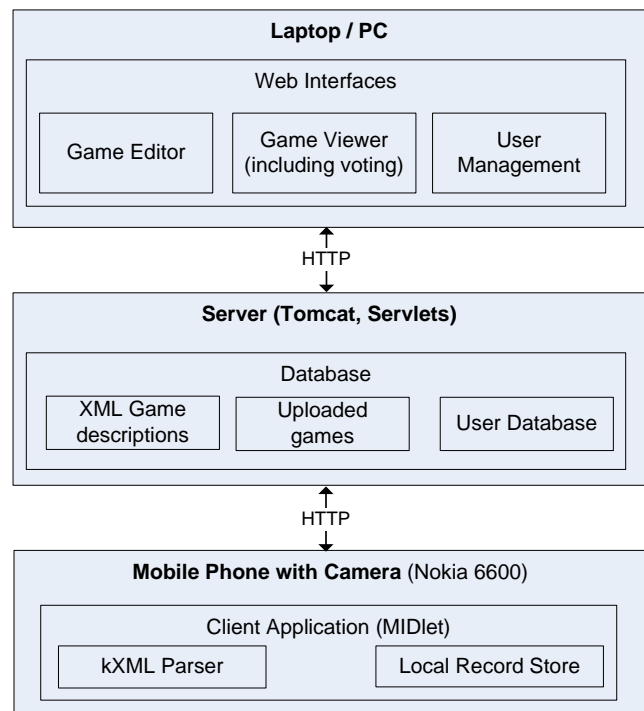 Laptop / PC
Web Interfaces
Game Editor
Game Viewer
(including voting)
User
Management
HTTP
Server (Tomcat, Servlets)
Database
XML Game
descriptions
Uploaded
games
User Database
HTTP
Mobile Phone with Camera (Nokia 6600)
Client Application (MIDlet)
kXML Parser
Local Record Store